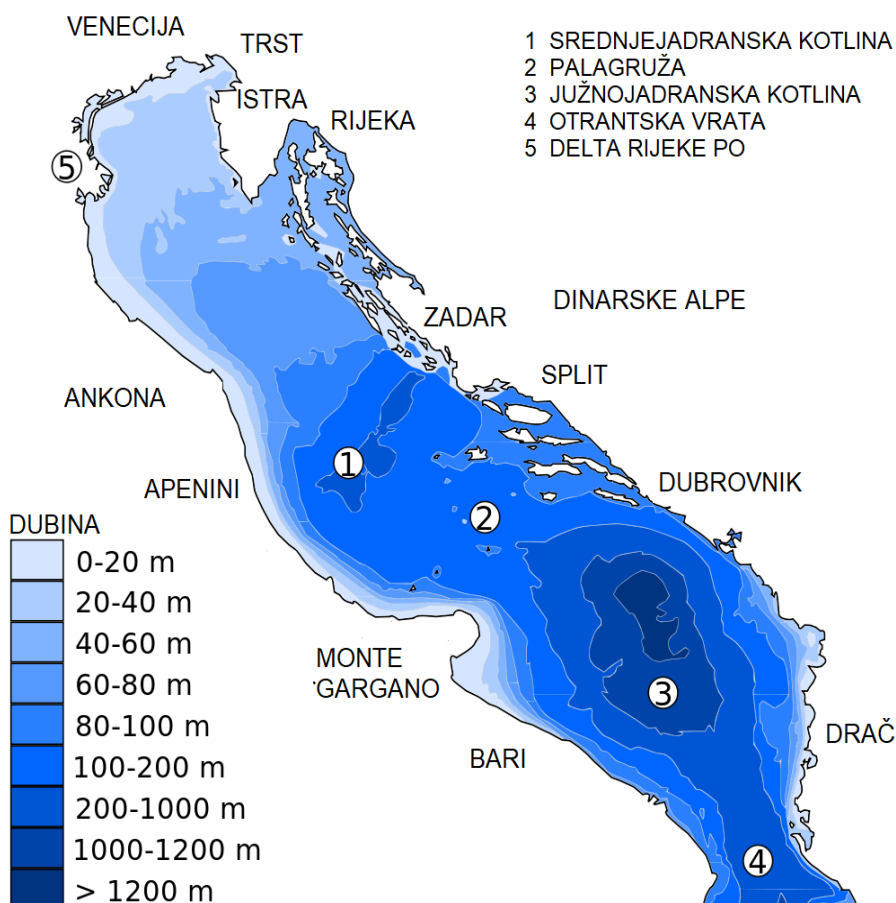 VENECIJA
TRST
ISTRA
RIJEKA
1 SREDNJEJADRANSKA KOTLINA
2 PALAGRUŽA
3 JUŽNOJADRANSKA KOTLINA
4 OTRANTSKA VRATA
5 DELTA RIJEKE PO
5
ZADAR
DINARSKE ALPE
ANKONA
SPLIT
1
APENINI
DUBROVNIK
2
DUBINA
0-20 m
20-40 m
40-60 m
60-80 m
80-100 m
100-200 m
200-1000 m
1000-1200 m
> 1200 m
MONTE
GARGANO
3
BARI
DRAČ
4